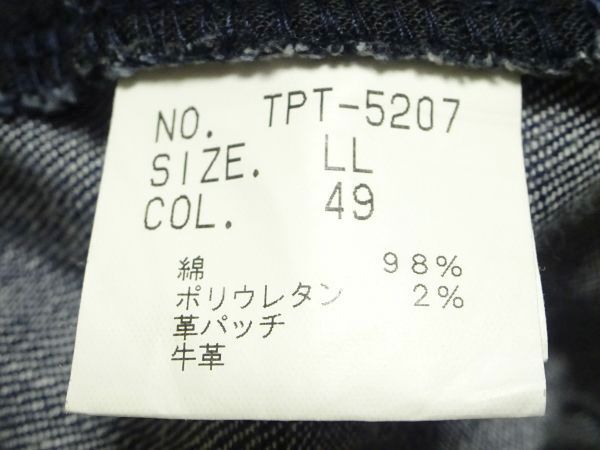 NO. TPT-5207
SIZE. LL
COL. 49
綿 98%
ポリウレタン 2%
革パッチ
牛革